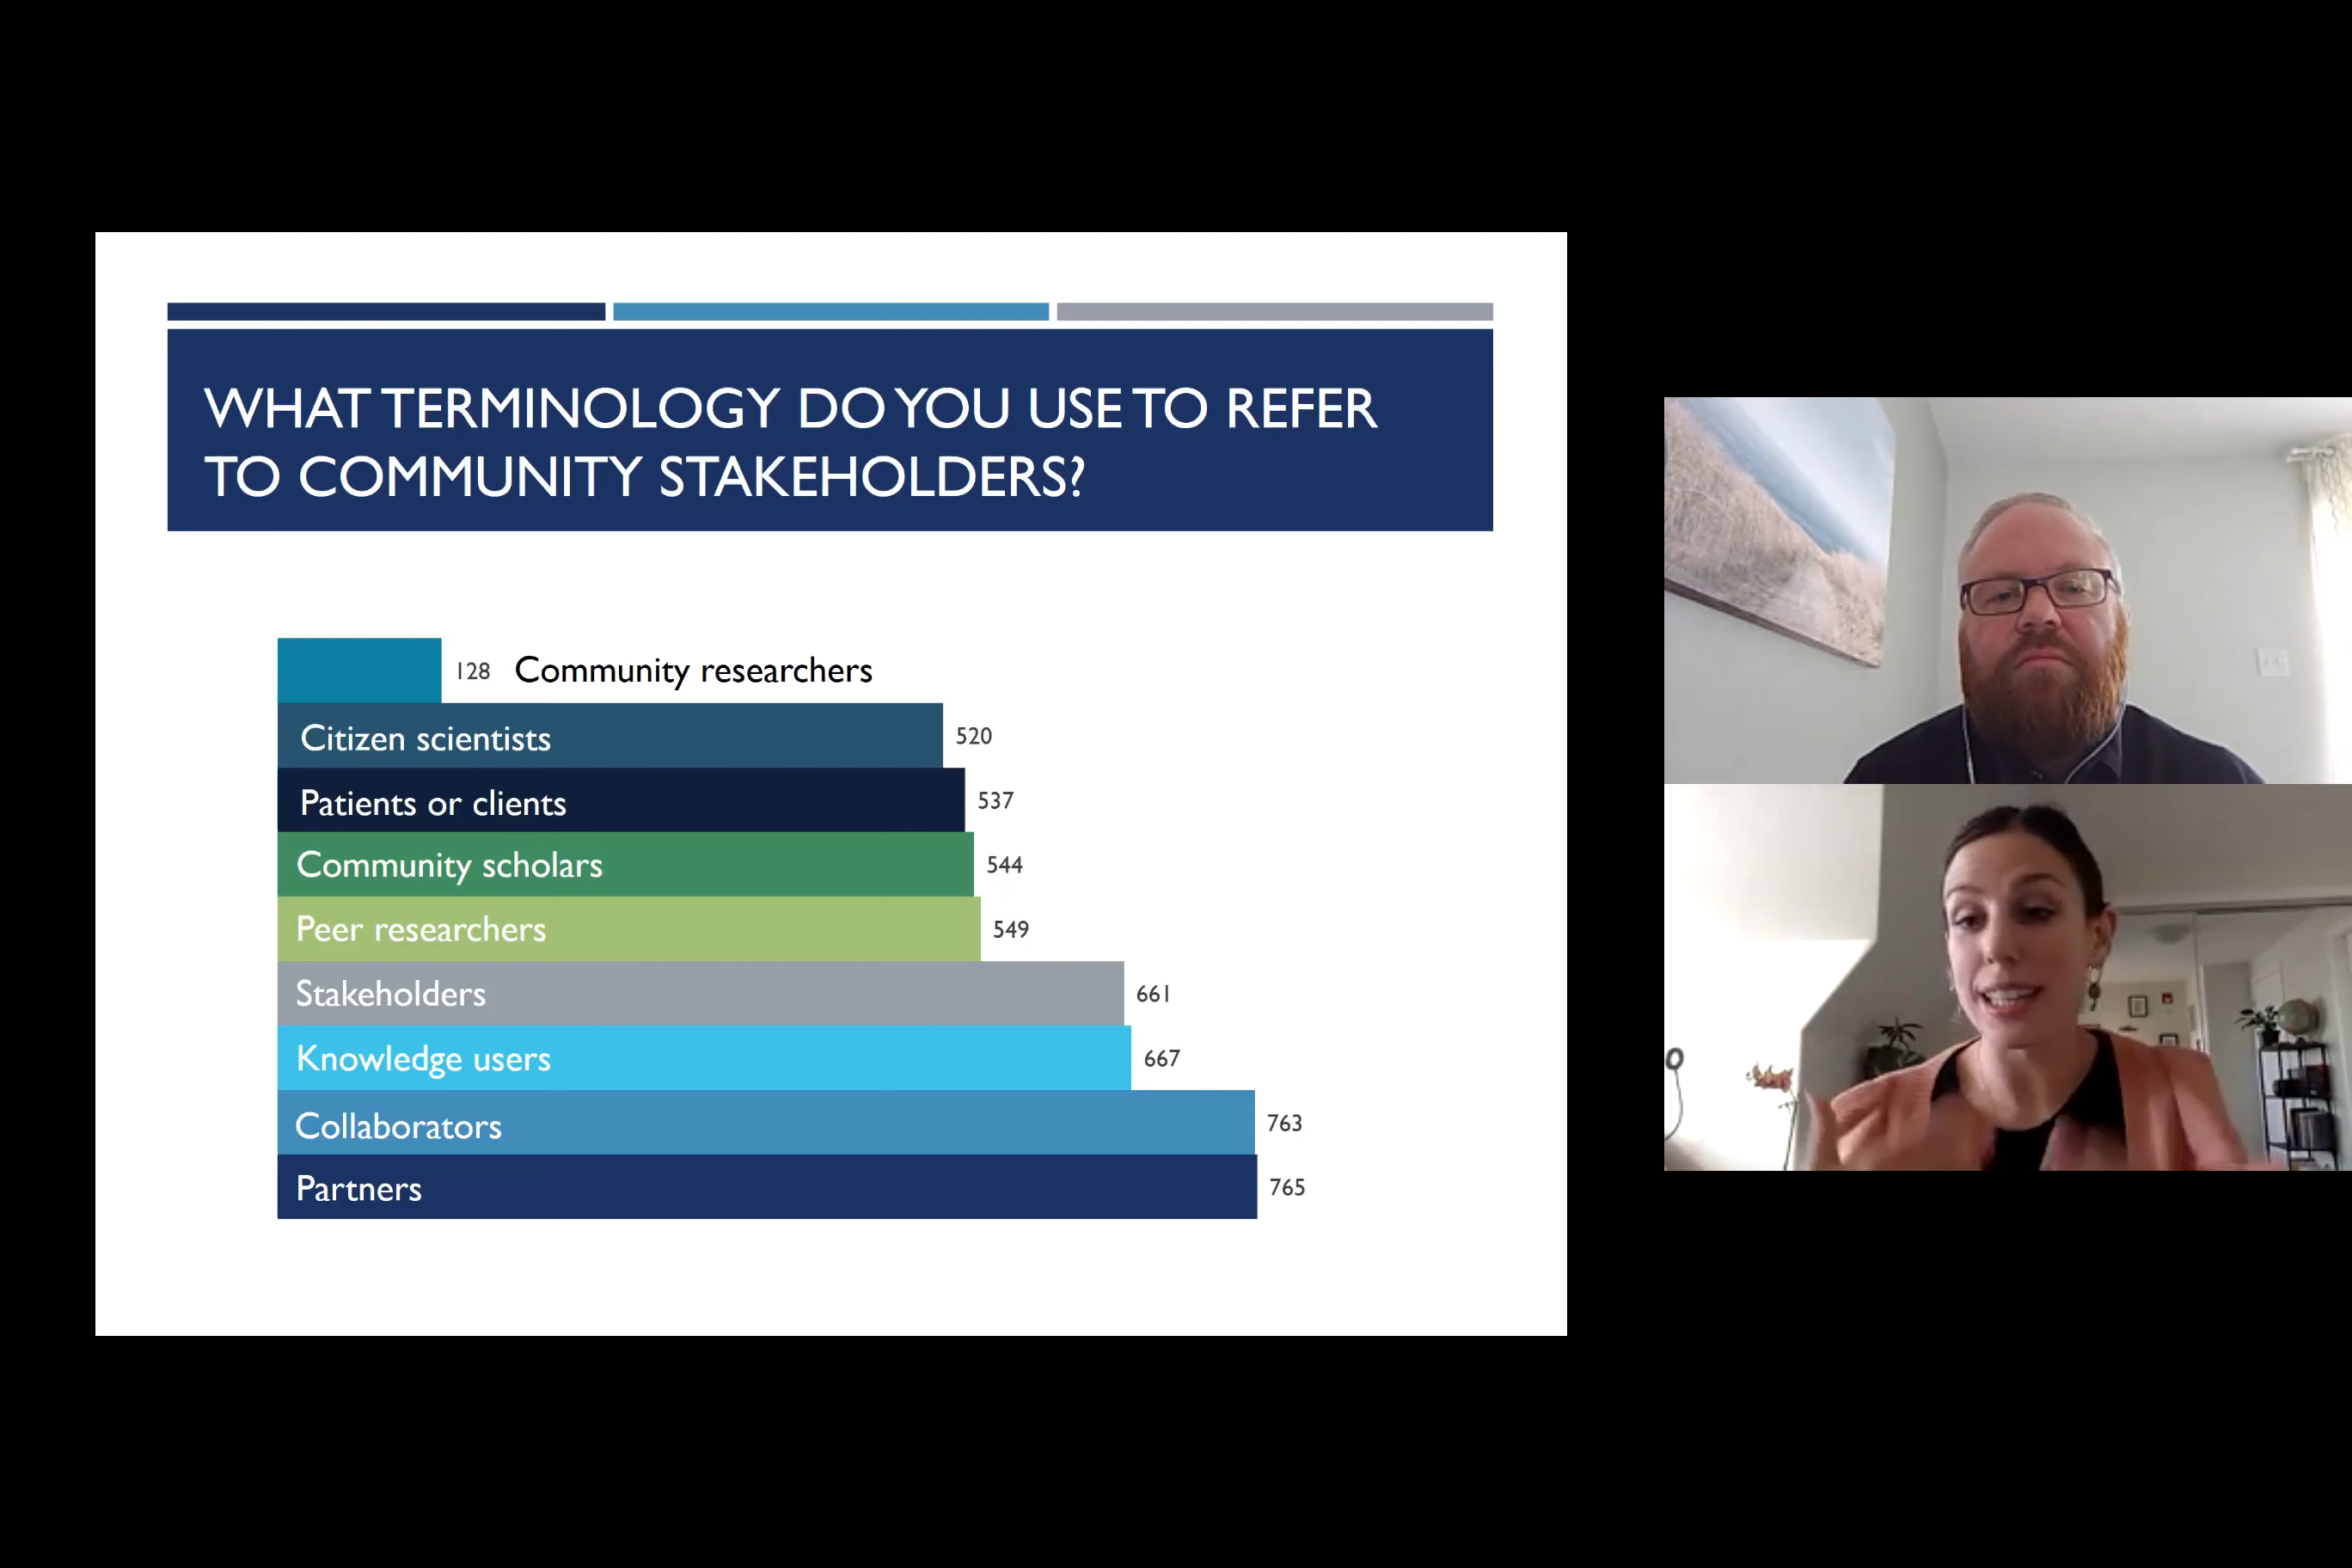 WHAT TERMINOLOGY DO YOU USE TO REFER
TO COMMUNITY STAKEHOLDERS?
128 Community researchers
Citizen scientists 520
Patients or clients 537
Community scholars 544
Peer researchers 549
Stakeholders 661
Knowledge users 667
Collaborators 763
Partners 765